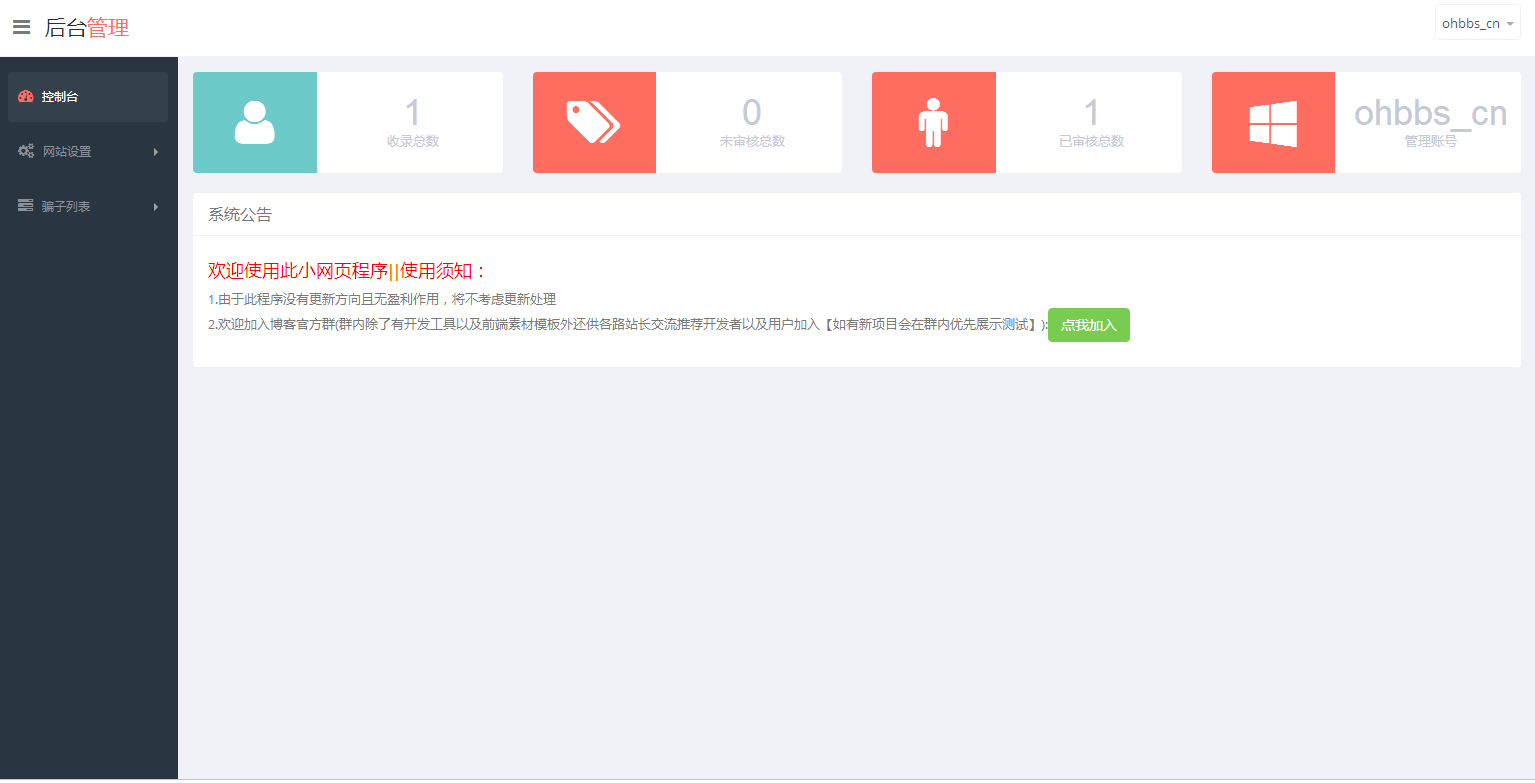 后台管理
ohbbs_cn
控制台
网站设置
骗子列表
1
收录总数
0
未审核总数
1
已审核总数
ohbbs_cn
管理账号
系统公告
欢迎使用此小网页程序||使用须知：
1.由于此程序没有更新方向且无盈利作用，将不考虑更新处理
2.欢迎加入博客官方群(群内除了有开发工具以及前端素材模板外还供各路站长交流推荐开发者以及用户加入【如有新项目会在群内优先展示测试】):点我加入